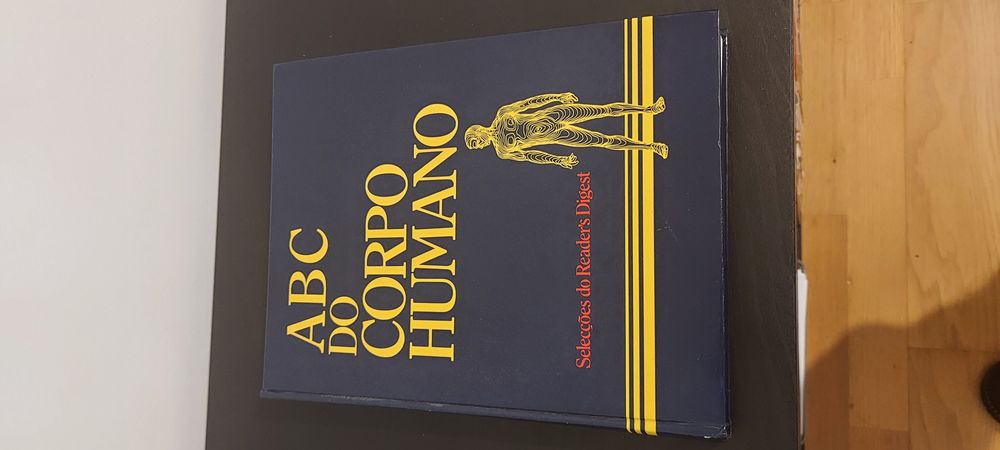 ABC
DO
CORPO
HUMANO
Selecções do Reader's Digest